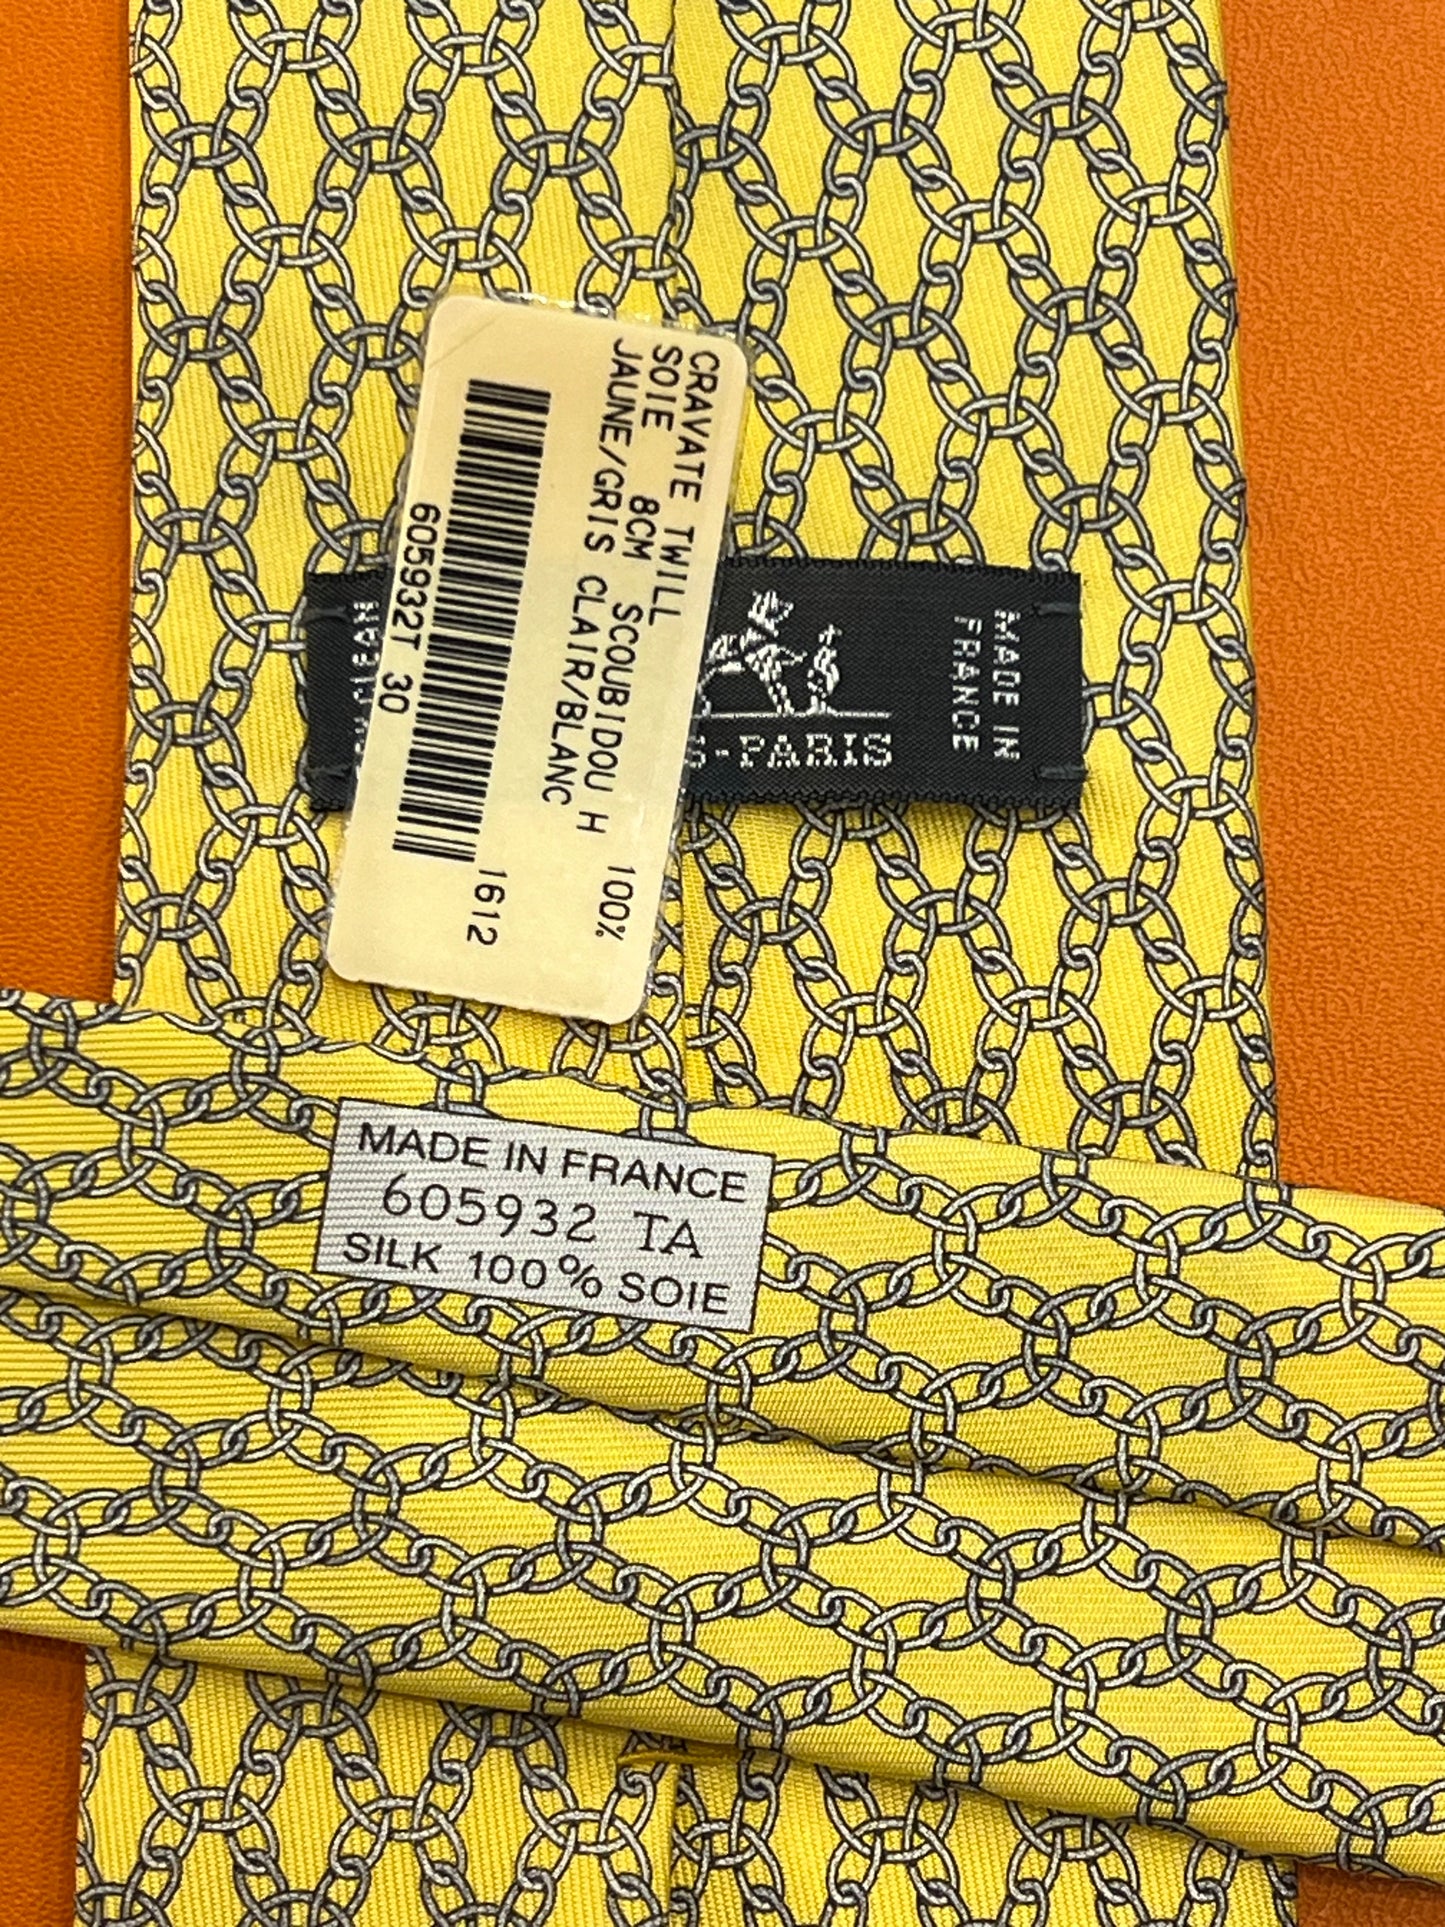 CRAVATE TWILL
SOIE 8CM SCOUBIDOU H 100%
JAUNE/GRIS CLAIR/BLANC
1612
605932T 30
S-PARIS
MADE IN
FRANCE
MADE IN FRANCE
605932 TA
SILK 100% SOIE